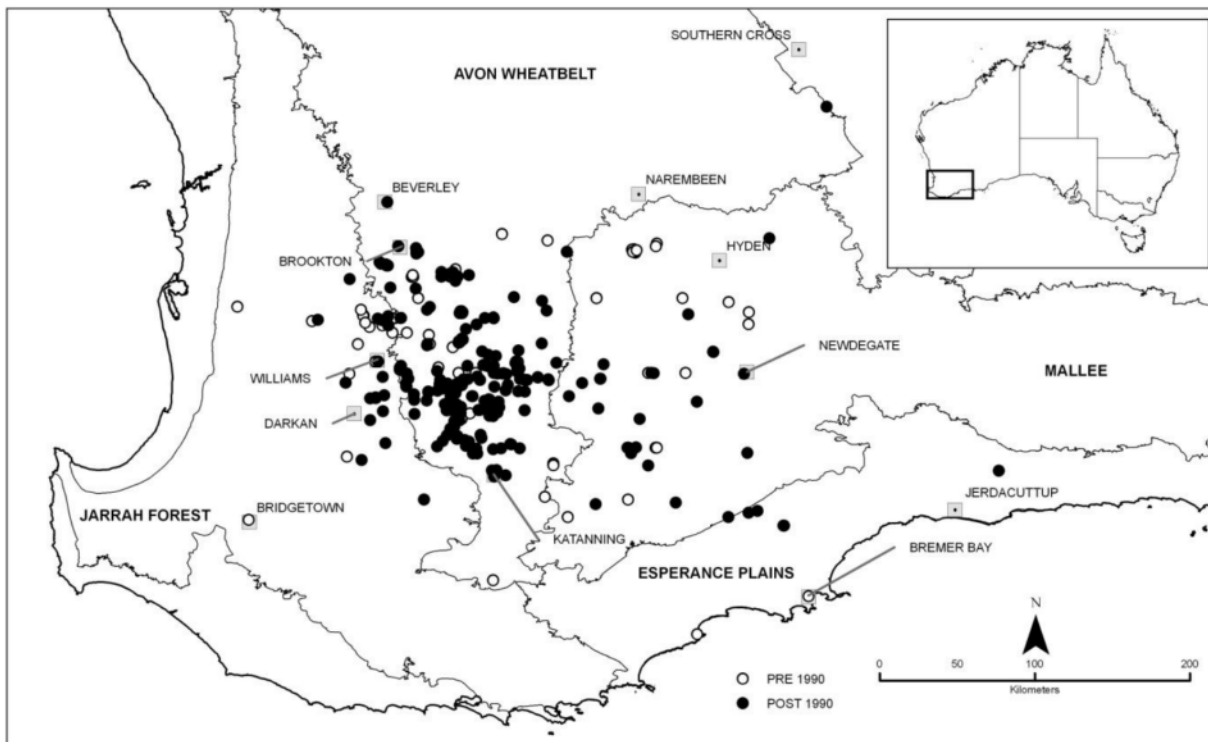 SOUTHERN CROSS
AVON WHEATBELT
BEVERLEY
NAREMBEEN
BROOKTON
HYDEN
NEWDEGATE
WILLIAMS
MALLEE
DARKAN
JERDACUTTUP
JARRAH FOREST
BRIDGETOWN
KATANNING
BREMER BAY
ESPERANCE PLAINS
N
PRE 1990
POST 1990
0 50 100 200
Kilometers